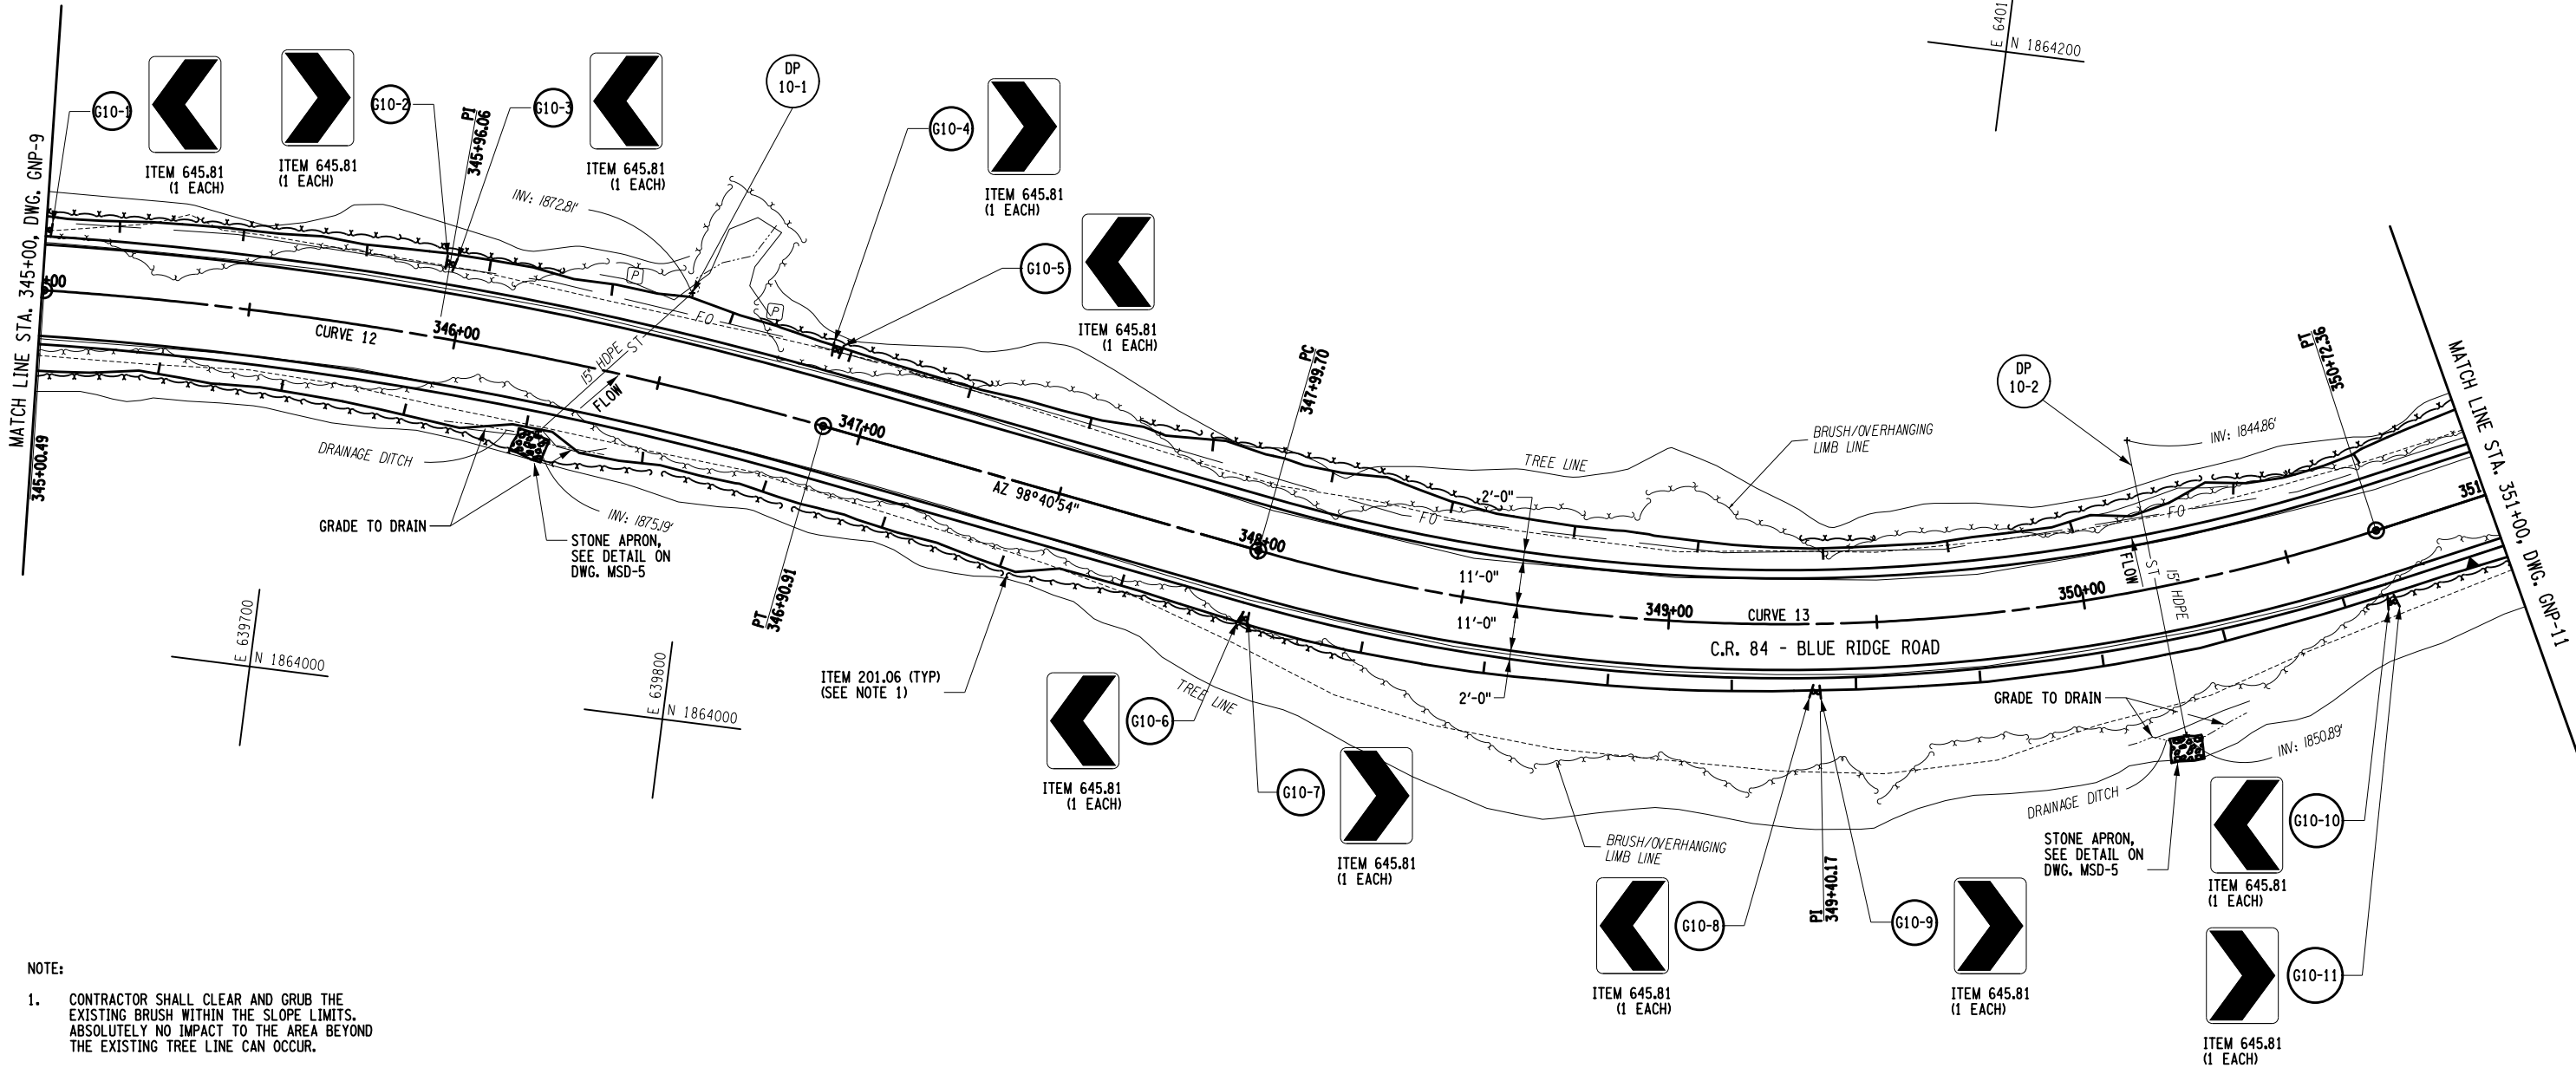 MATCH LINE STA. 345+00, DWG. GNP-9
G10-1
ITEM 645.81
(1 EACH)
ITEM 645.81
(1 EACH)
G10-2
PI
345+96.06
G10-3
ITEM 645.81
(1 EACH)
INV: 1872.81'
DP
10-1
G10-4
ITEM 645.81
(1 EACH)
G10-5
ITEM 645.81
(1 EACH)
N 1864200
P
P
+00
CURVE 12
346+00
FO
15" HDPE
ST
FLOW
347+00
345+00.49
DRAINAGE DITCH
GRADE TO DRAIN
INV: 1875.19'
STONE APRON,
SEE DETAIL ON
DWG. MSD-5
PT
346+90.91
AZ 98°40'54"
PC
347+99.70
348+00
FO
TREE LINE
BRUSH/OVERHANGING
LIMB LINE
2'-0"
11'-0"
11'-0"
2'-0"
349+00
CURVE 13
C.R. 84 - BLUE RIDGE ROAD
350+00
DP
10-2
PT
350+72.36
INV: 1844.86'
FO
FLOW
ST
15" HDPE
351
MATCH LINE STA. 351+00, DWG. GNP-11
E 639700
N 1864000
E 639800
N 1864000
ITEM 201.06 (TYP)
(SEE NOTE 1)
TREE LINE
G10-6
ITEM 645.81
(1 EACH)
G10-7
ITEM 645.81
(1 EACH)
BRUSH/OVERHANGING
LIMB LINE
GRADE TO DRAIN
DRAINAGE DITCH
INV: 1850.89'
STONE APRON,
SEE DETAIL ON
DWG. MSD-5
G10-8
ITEM 645.81
(1 EACH)
PI
349+40.17
G10-9
ITEM 645.81
(1 EACH)
G10-10
ITEM 645.81
(1 EACH)
G10-11
ITEM 645.81
(1 EACH)
NOTE:
1. CONTRACTOR SHALL CLEAR AND GRUB THE
EXISTING BRUSH WITHIN THE SLOPE LIMITS.
ABSOLUTELY NO IMPACT TO THE AREA BEYOND
THE EXISTING TREE LINE CAN OCCUR.